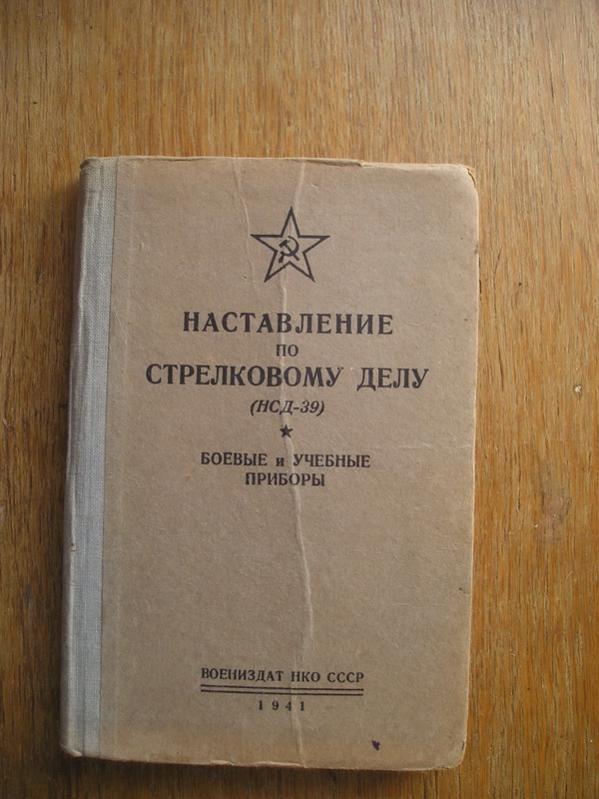 НАСТАВЛЕНИЕ
ПО
СТРЕЛКОВОМУ ДЕЛУ
(НСД-39)
БОЕВЫЕ и УЧЕБНЫЕ
ПРИБОРЫ
ВОЕНИЗДАТ НКО СССР
1941